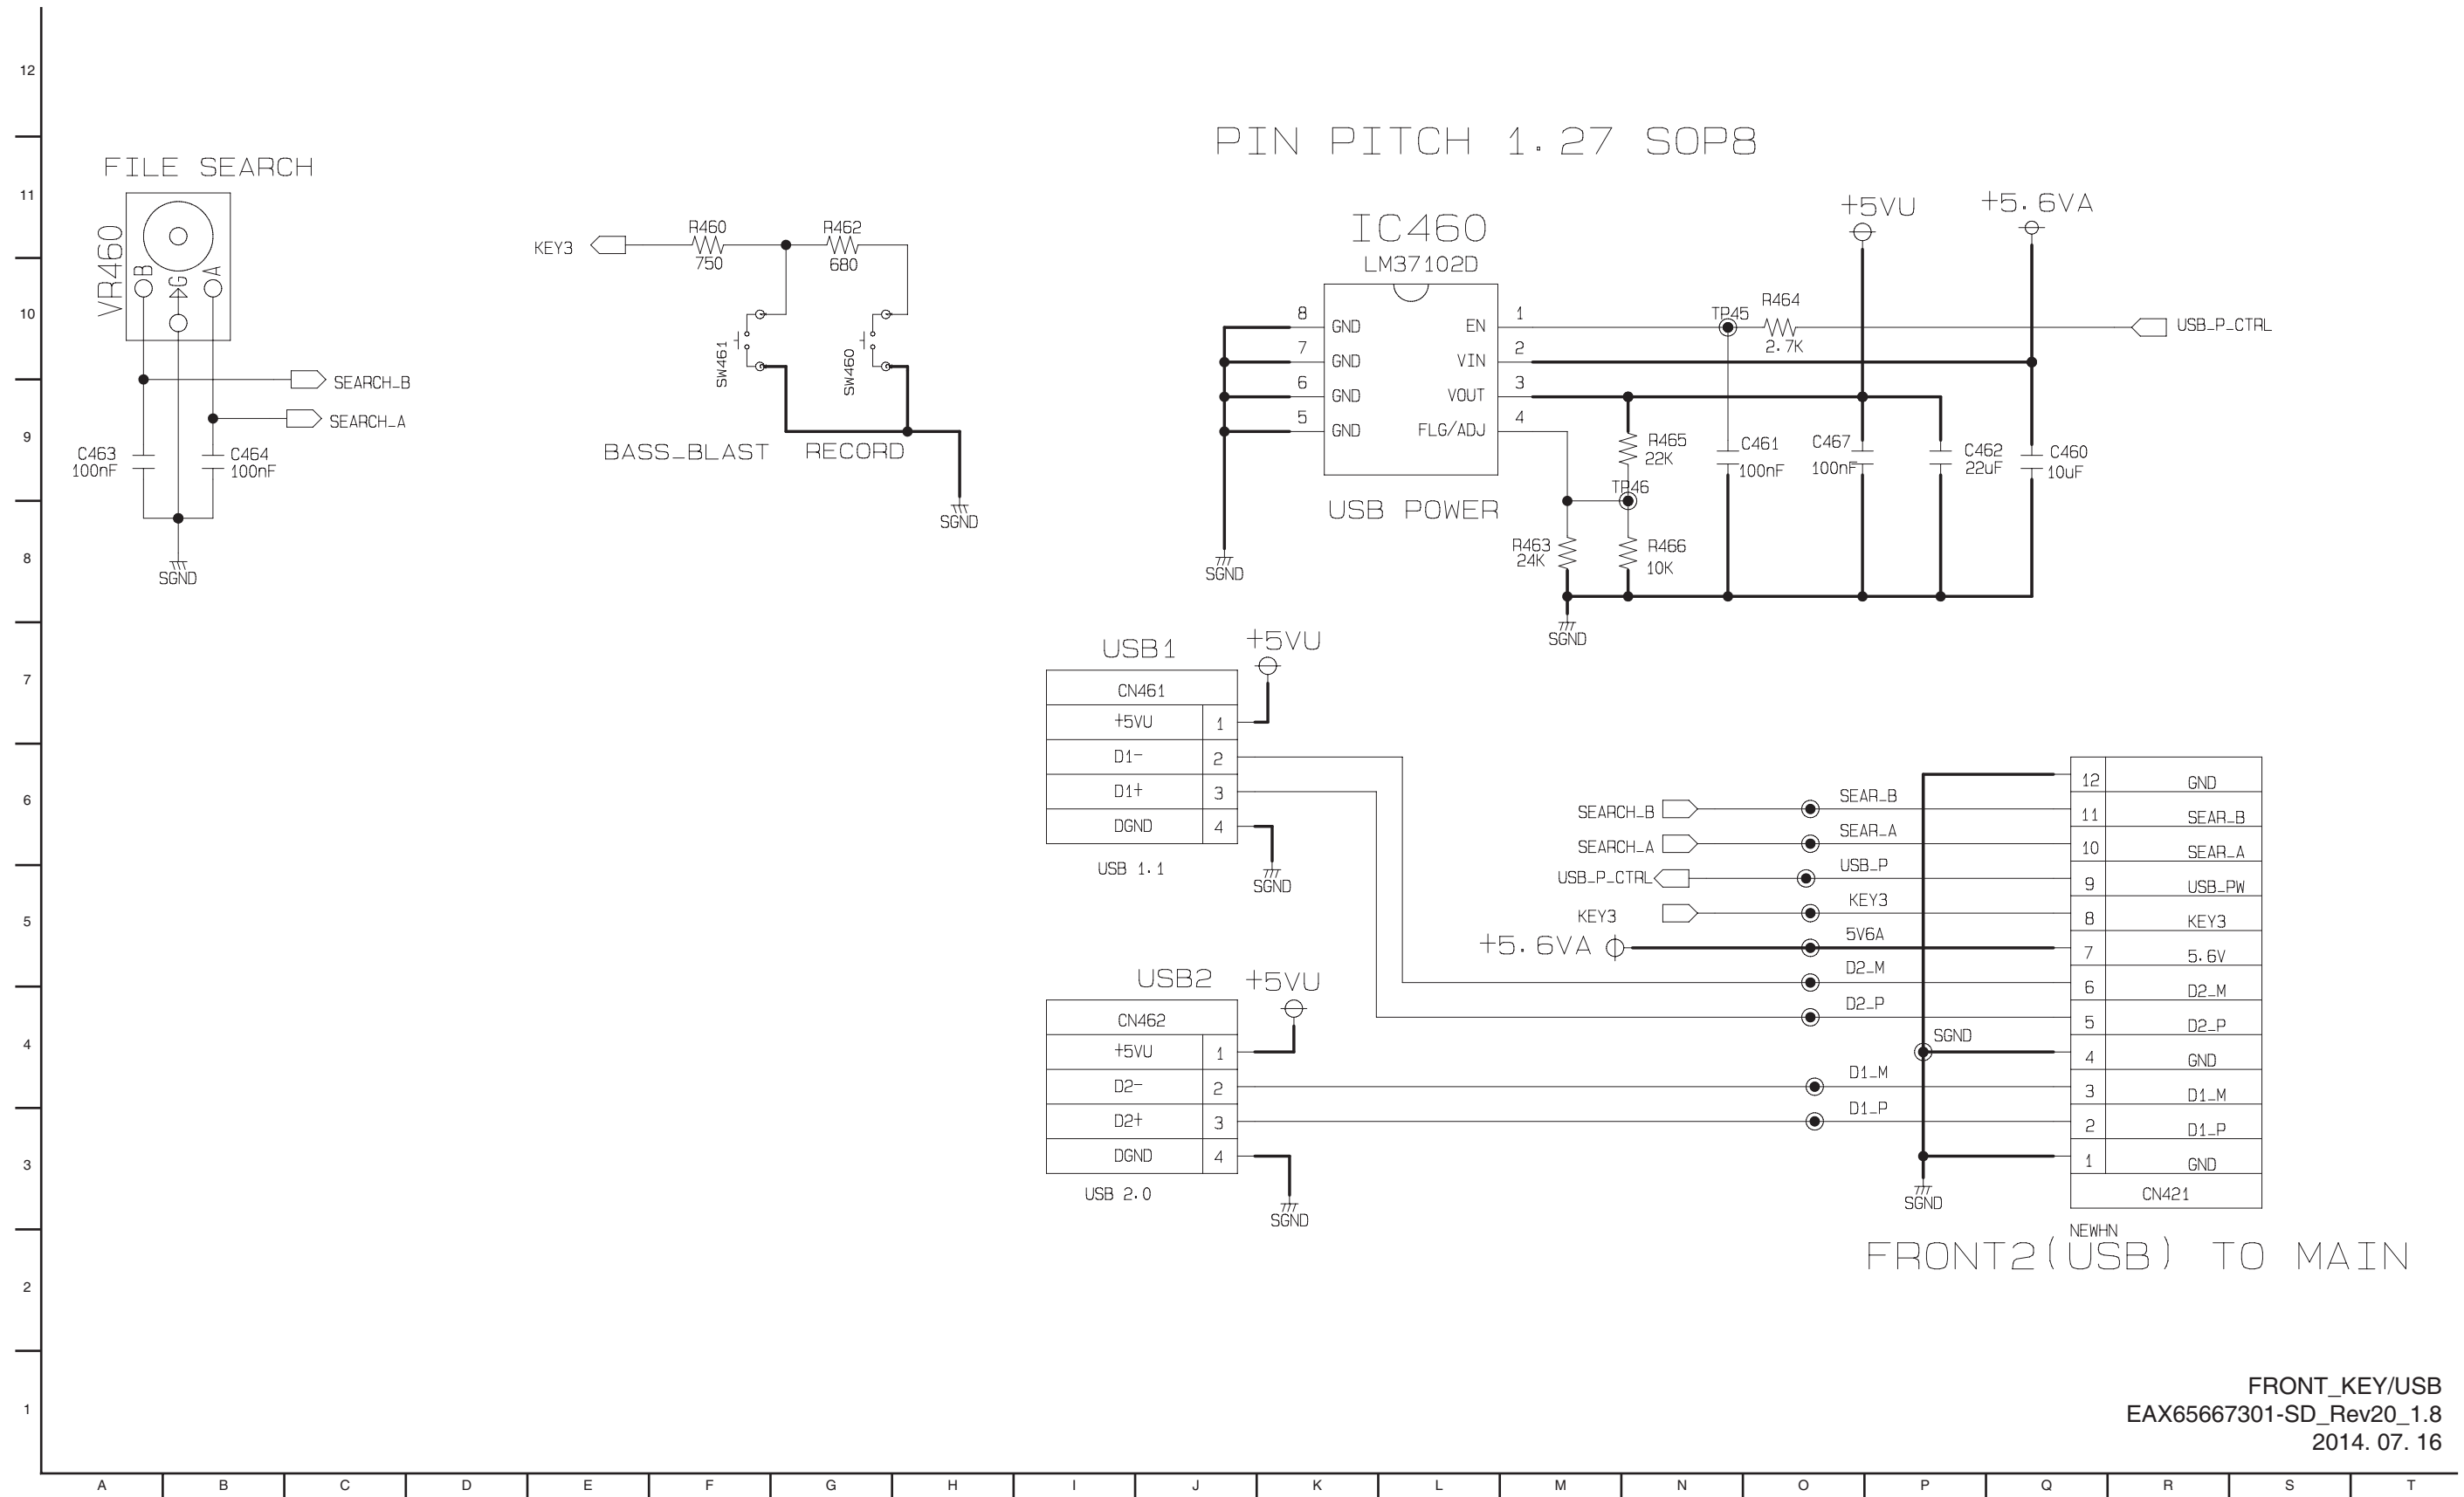 12
11
10
9
8
7
6
5
4
3
2
1
FILE SEARCH
VR460
B
G
A
SEARCH_B
SEARCH_A
C463
100nF
C464
100nF
SGND
KEY3
R460
750
R462
680
SW461
SW460
BASS_BLAST
RECORD
SGND
PIN PITCH 1.27 SOP8
IC460
LM37102D
8 GND EN 1
7 GND VIN 2
6 GND VOUT 3
5 GND FLG/ADJ 4
USB POWER
SGND
+5VU
+5.6VA
TP45
R464
2.7K
USB_P_CTRL
R465
22K
C461
100nF
C467
100nF
C462
22uF
C460
10uF
TP46
R463
24K
R466
10K
SGND
USB1
+5VU
CN461
+5VU 1
D1- 2
D1+ 3
DGND 4
USB 1.1
SGND
USB2
+5VU
CN462
+5VU 1
D2- 2
D2+ 3
DGND 4
USB 2.0
SGND
SEARCH_B SEAR_B
SEARCH_A SEAR_A
USB_P_CTRL USB_P
KEY3 KEY3
+5.6VA 5V6A
D2_M
D2_P
SGND
D1_M
D1_P
SGND
12 GND
11 SEAR_B
10 SEAR_A
9 USB_PW
8 KEY3
7 5.6V
6 D2_M
5 D2_P
4 GND
3 D1_M
2 D1_P
1 GND
CN421
NEWHN
FRONT2(USB) TO MAIN
FRONT_KEY/USB
EAX65667301-SD_Rev20_1.8
2014. 07. 16
A B C D E F G H I J K L M N O P Q R S T